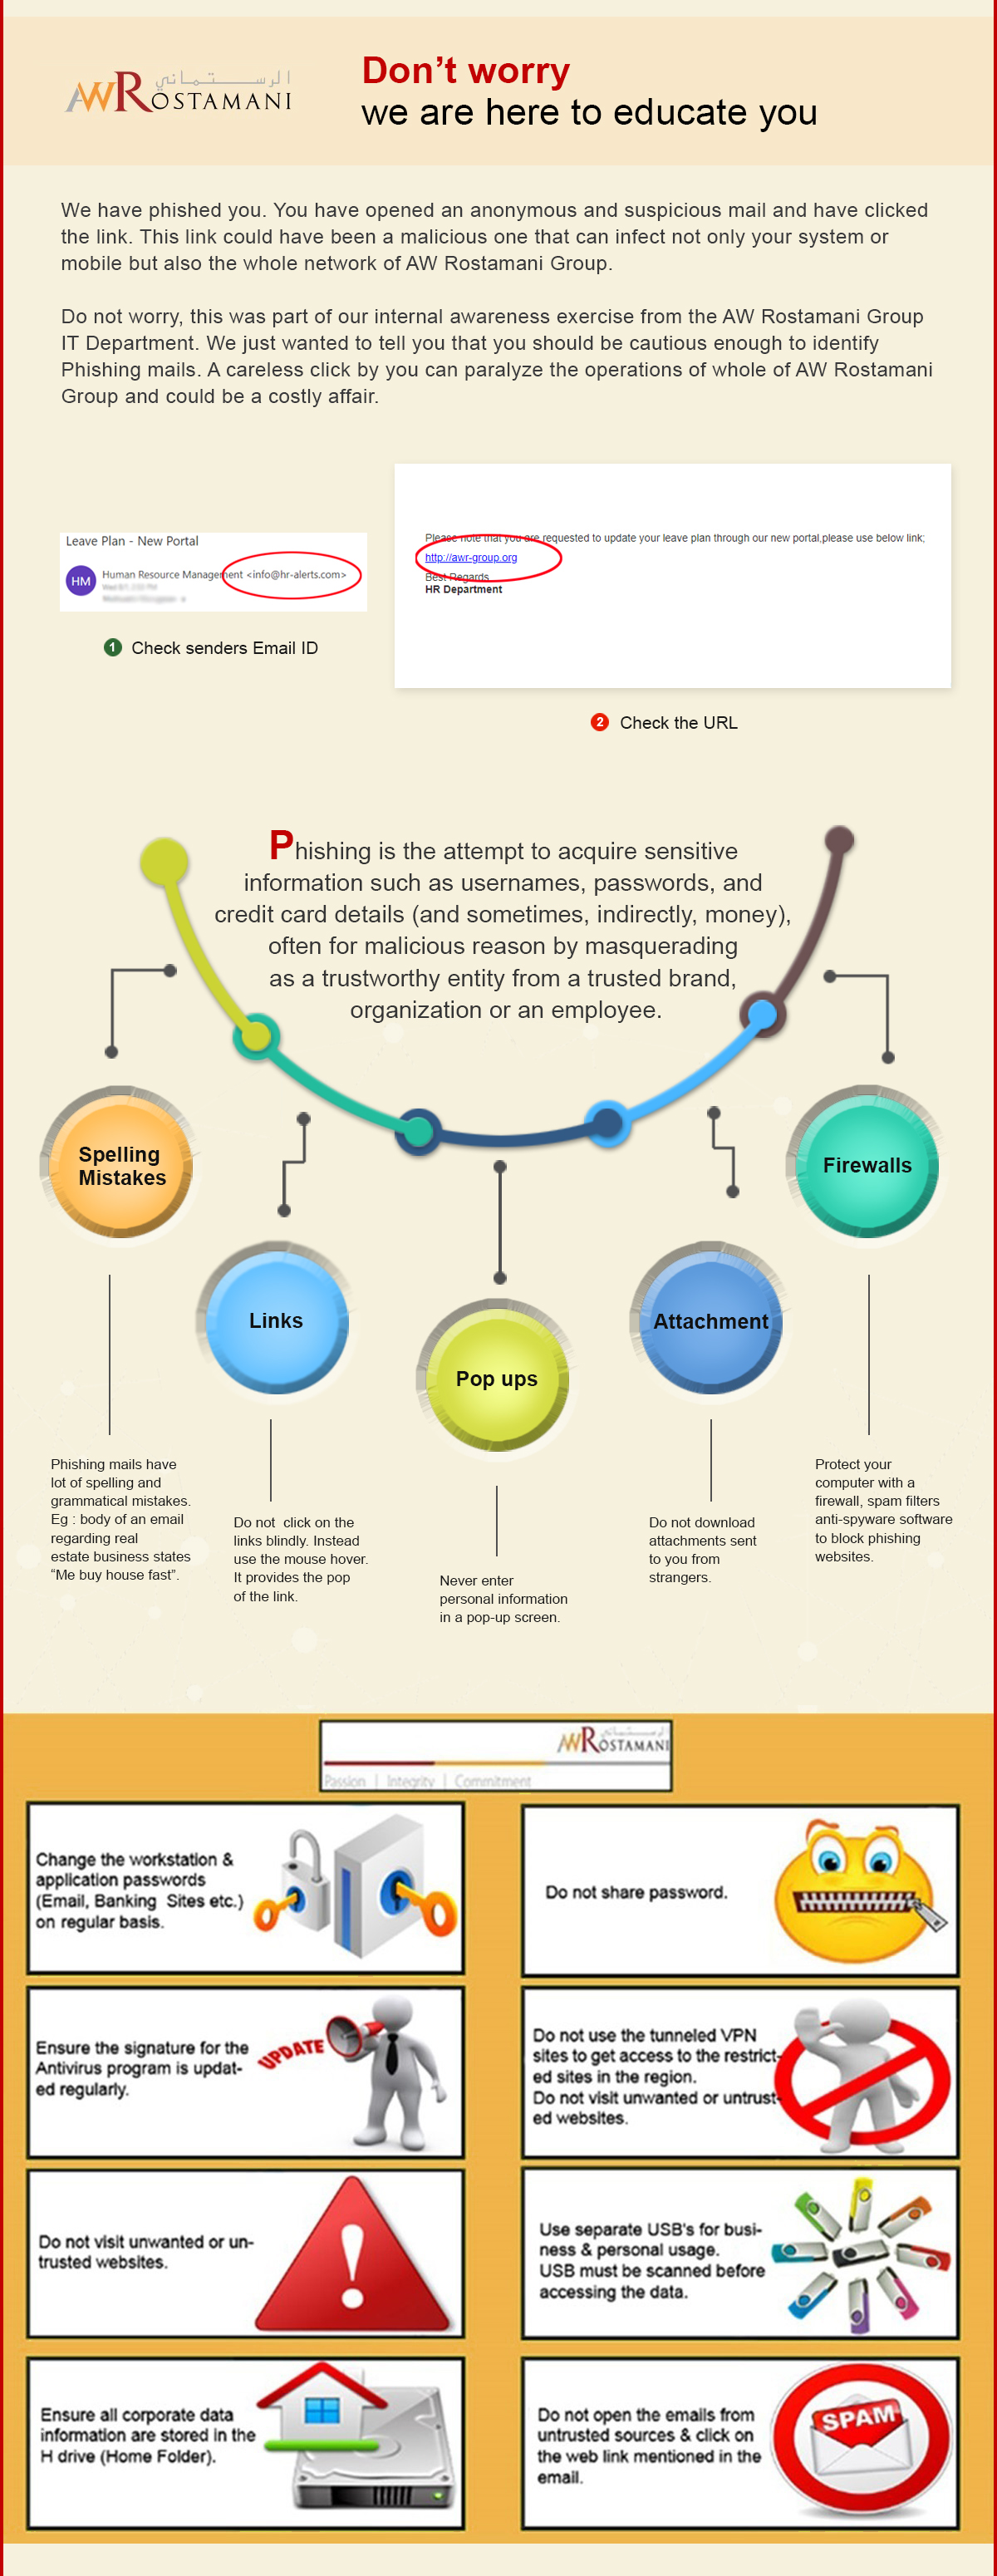 الرستماني
AWROSTAMANI
Don't worry
we are here to educate you
We have phished you. You have opened an anonymous and suspicious mail and have clicked
the link. This link could have been a malicious one that can infect not only your system or
mobile but also the whole network of AW Rostamani Group.
Do not worry, this was part of our internal awareness exercise from the AW Rostamani Group
IT Department. We just wanted to tell you that you should be cautious enough to identify
Phishing mails. A careless click by you can paralyze the operations of whole of AW Rostamani
Group and could be a costly affair.
Leave Plan - New Portal
HM
Human Resource Management <info@hr-alerts.com>
1 Check senders Email ID
Please note that you are requested to update your leave plan through our new portal,please use below link;
http://awr-group.org
Best Regards
HR Department
2 Check the URL
Phishing is the attempt to acquire sensitive
information such as usernames, passwords, and
credit card details (and sometimes, indirectly, money),
often for malicious reason by masquerading
as a trustworthy entity from a trusted brand,
organization or an employee.
Spelling
Mistakes
Links
Pop ups
Attachment
Firewalls
Phishing mails have
lot of spelling and
grammatical mistakes.
Eg : body of an email
regarding real
estate business states
“Me buy house fast”.
Do not click on the
links blindly. Instead
use the mouse hover.
It provides the pop
of the link.
Never enter
personal information
in a pop-up screen.
Do not download
attachments sent
to you from
strangers.
Protect your
computer with a
firewall, spam filters
anti-spyware software
to block phishing
websites.
الرستماني
AWROSTAMANI
Passion | Integrity | Commitment
Change the workstation &
application passwords
(Email, Banking Sites etc.)
on regular basis.
Do not share password.
Ensure the signature for the
Antivirus program is updat-
ed regularly.
UPDATE
Do not use the tunneled VPN
sites to get access to the restrict-
ed sites in the region.
Do not visit unwanted or untrust-
ed websites.
Do not visit unwanted or un-
trusted websites.
Use separate USB's for busi-
ness & personal usage.
USB must be scanned before
accessing the data.
Ensure all corporate data
information are stored in the
H drive (Home Folder).
Do not open the emails from
untrusted sources & click on
the web link mentioned in the
email.
SPAM